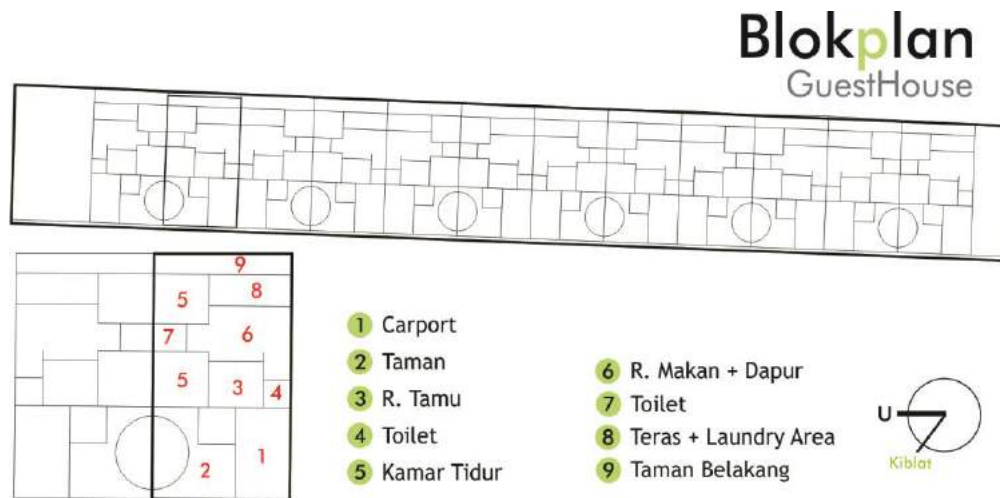 Blokplan
GuestHouse
9
5
8
7
6
5
3
4
2
1
1 Carport
2 Taman
3 R. Tamu
4 Toilet
5 Kamar Tidur
6 R. Makan + Dapur
7 Toilet
8 Teras + Laundry Area
9 Taman Belakang
U
Kiblat